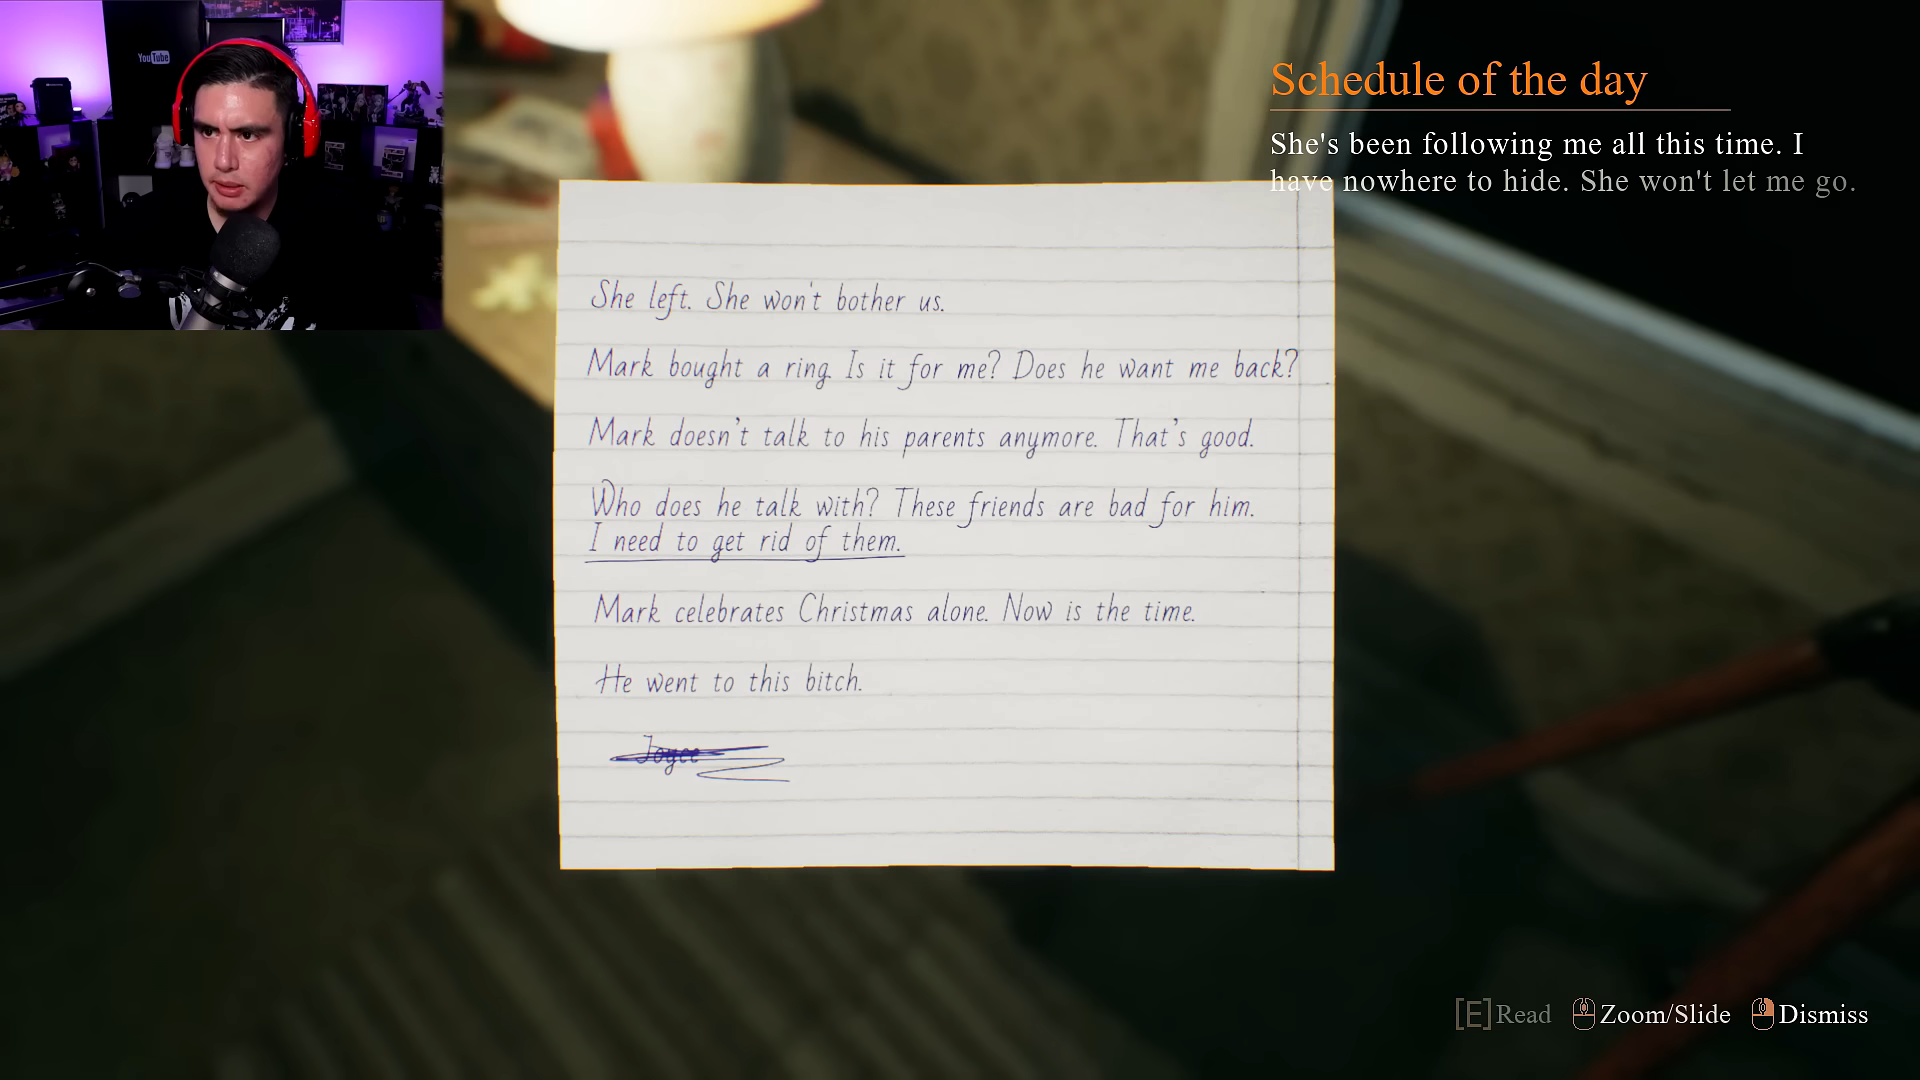 YouTube
Schedule of the day
She's been following me all this time. I
have nowhere to hide. She won't let me go.
She left. She won't bother us.
Mark bought a ring. Is it for me? Does he want me back?
Mark doesn't talk to his parents anymore. That's good.
Who does he talk with? These friends are bad for him.
I need to get rid of them.
Mark celebrates Christmas alone. Now is the time.
He went to this bitch.
Joyce
[E] Read Zoom/Slide Dismiss